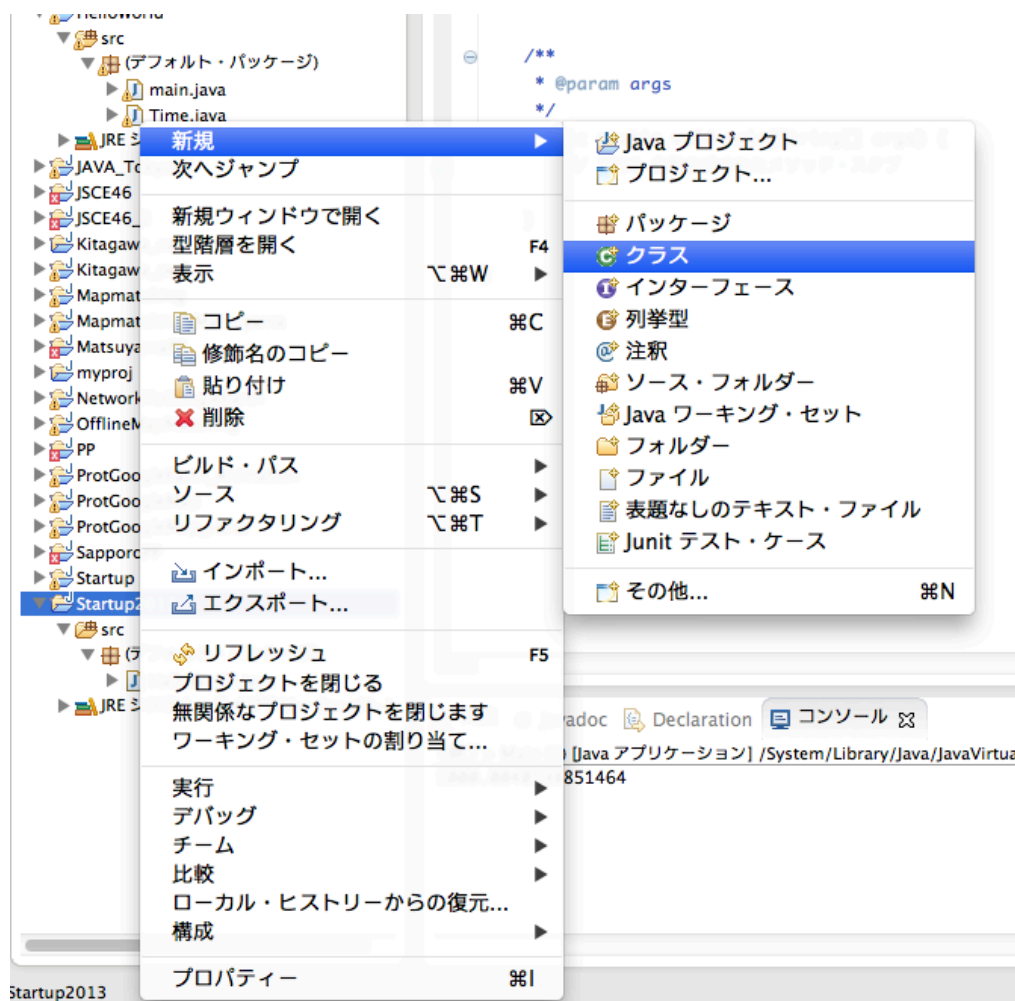 HelloWorld
src
(デフォルト・パッケージ)
main.java
Time.java
JRE シ
JAVA_To
JSCE46
JSCE46_
Kitagaw
Kitagaw
Mapmat
Mapmat
Matsuya
myproj
Network
OfflineM
PP
ProtGoo
ProtGoo
ProtGoo
Sapporo
Startup
Startup2
src
(デ
J
JRE シ
Startup2013
/**
* @param args
*/
新規
次へジャンプ
新規ウィンドウで開く
型階層を開く F4
表示 ⌥⌘W
コピー ⌘C
修飾名のコピー
貼り付け ⌘V
削除 ⌦
ビルド・パス
ソース ⌥⌘S
リファクタリング ⌥⌘T
インポート...
エクスポート...
リフレッシュ F5
プロジェクトを閉じる
無関係なプロジェクトを閉じます
ワーキング・セットの割り当て...
実行
デバッグ
チーム
比較
ローカル・ヒストリーからの復元...
構成
プロパティー ⌘I
Java プロジェクト
プロジェクト...
パッケージ
クラス
インターフェース
列挙型
注釈
ソース・フォルダー
Java ワーキング・セット
フォルダー
ファイル
表題なしのテキスト・ファイル
Junit テスト・ケース
その他... ⌘N
Javadoc Declaration コンソール
[Java アプリケーション] /System/Library/Java/JavaVirtua
851464